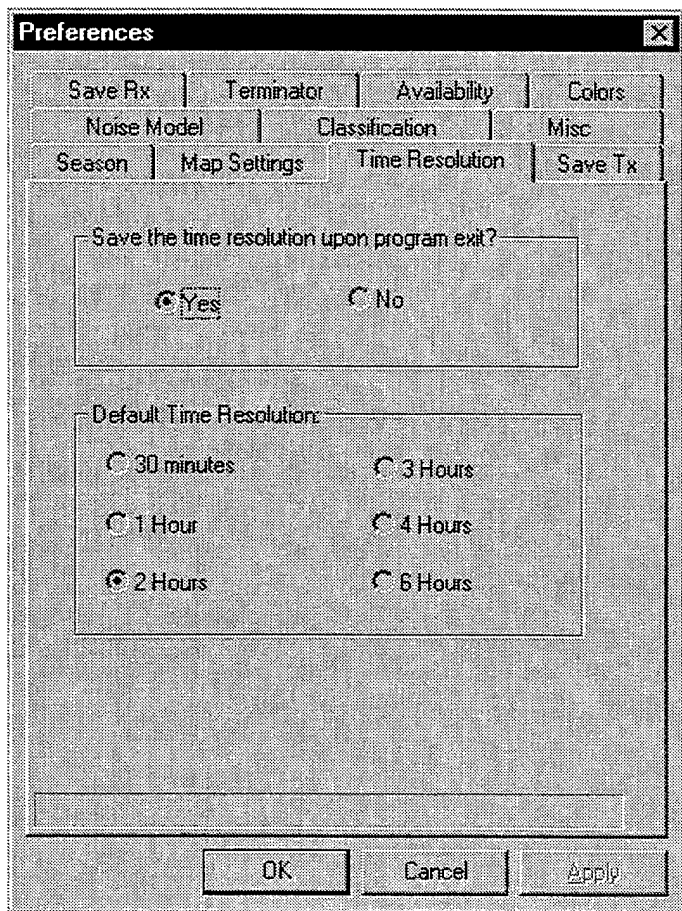 Preferences
Save Rx Terminator Availability Colors
Noise Model Classification Misc
Season Map Settings Time Resolution Save Tx
Save the time resolution upon program exit?
Yes No
Default Time Resolution:
30 minutes 3 Hours
1 Hour 4 Hours
2 Hours 6 Hours
OK Cancel Apply